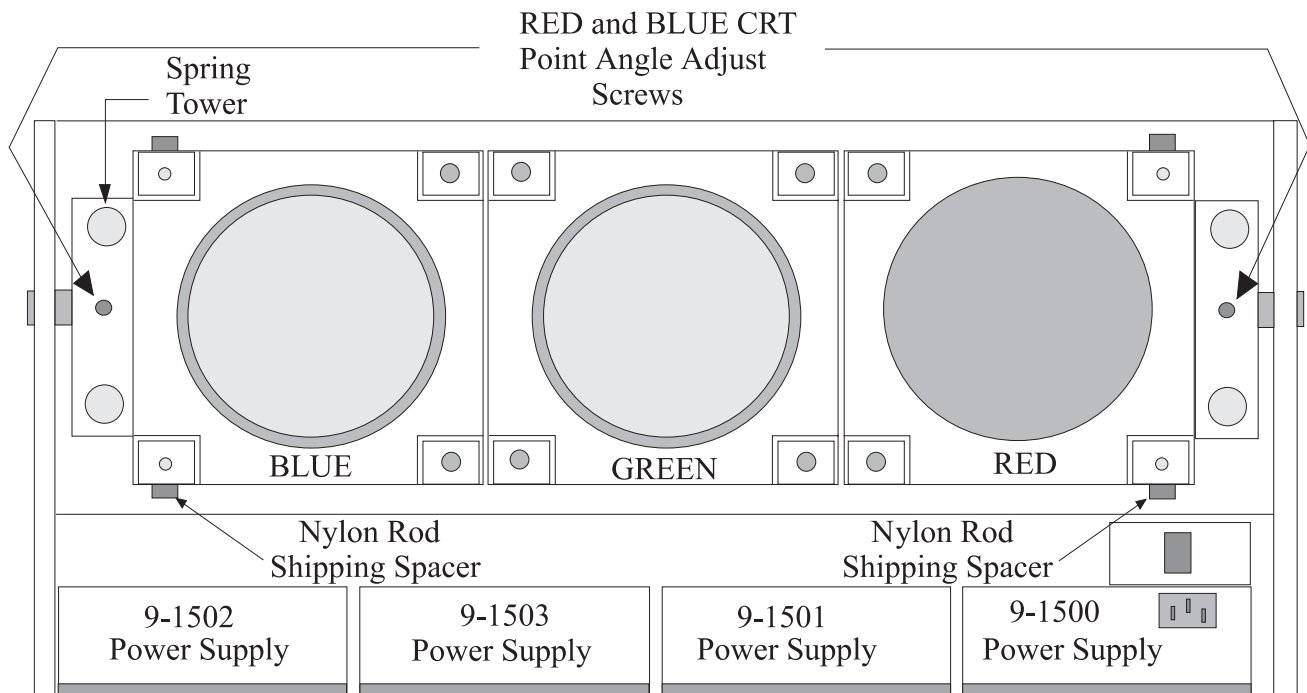 RED and BLUE CRT
Point Angle Adjust
Screws
Spring
Tower
BLUE
GREEN
RED
Nylon Rod
Shipping Spacer
Nylon Rod
Shipping Spacer
9-1502
Power Supply
9-1503
Power Supply
9-1501
Power Supply
9-1500
Power Supply